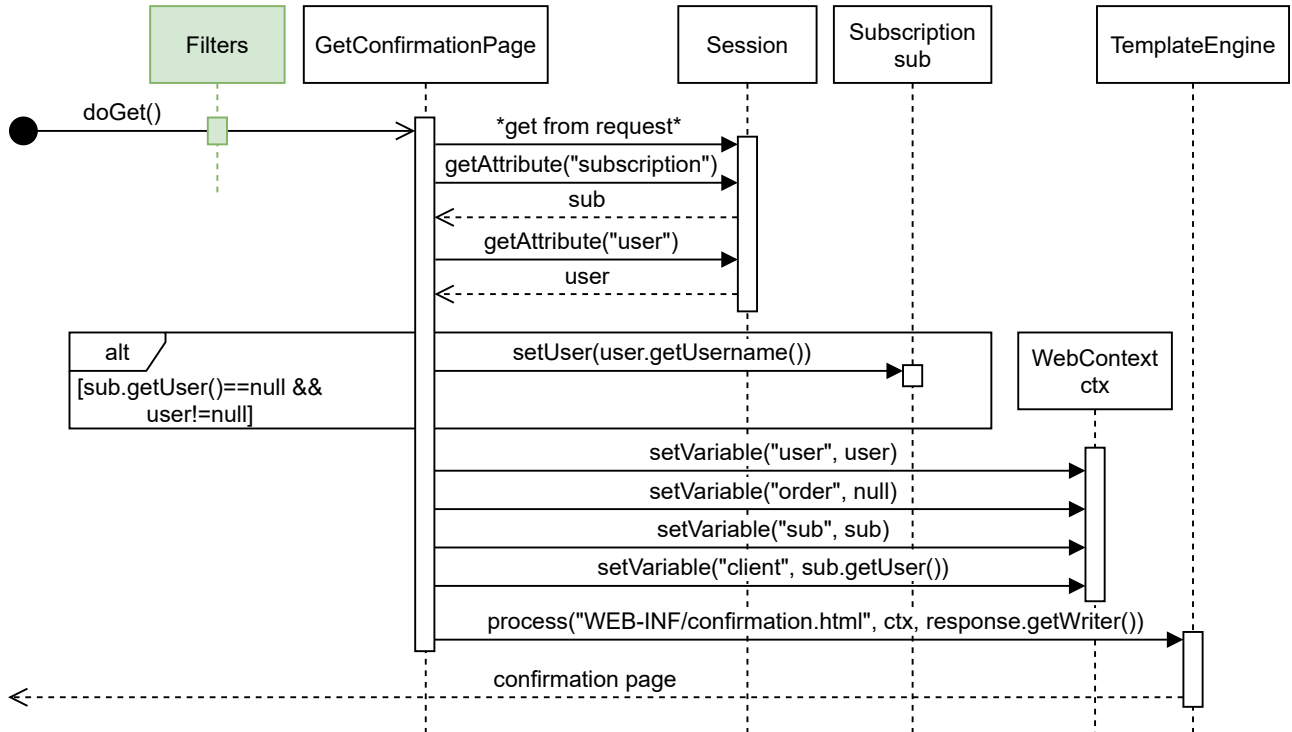 Filters
GetConfirmationPage
Session
Subscription
sub
TemplateEngine
doGet()
*get from request*
getAttribute("subscription")
sub
getAttribute("user")
user
alt
[sub.getUser()==null &&
user!=null]
setUser(user.getUsername())
WebContext
ctx
setVariable("user", user)
setVariable("order", null)
setVariable("sub", sub)
setVariable("client", sub.getUser())
process("WEB-INF/confirmation.html", ctx, response.getWriter())
confirmation page